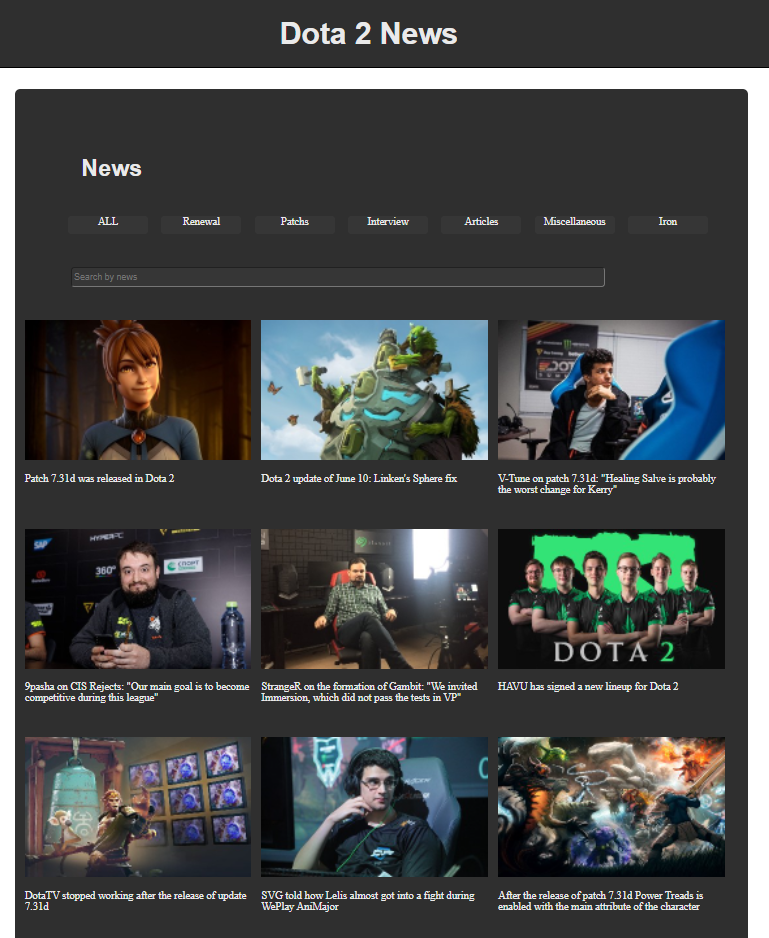 Dota 2 News
News
ALL
Renewal
Patchs
Interview
Articles
Miscellaneous
Iron
Search by news
Patch 7.31d was released in Dota 2
Dota 2 update of June 10: Linken's Sphere fix
V-Tune on patch 7.31d: "Healing Salve is probably
the worst change for Kerry"
SAP
HYPERPC
360°
СПОРТ
DOTA 2
9pasha on CIS Rejects: "Our main goal is to become
competitive during this league"
StrangeR on the formation of Gambit: "We invited
Immersion, which did not pass the tests in VP"
HAVU has signed a new lineup for Dota 2
DotaTV stopped working after the release of update
7.31d
SVG told how Lelis almost got into a fight during
WePlay AniMajor
After the release of patch 7.31d Power Treads is
enabled with the main attribute of the character